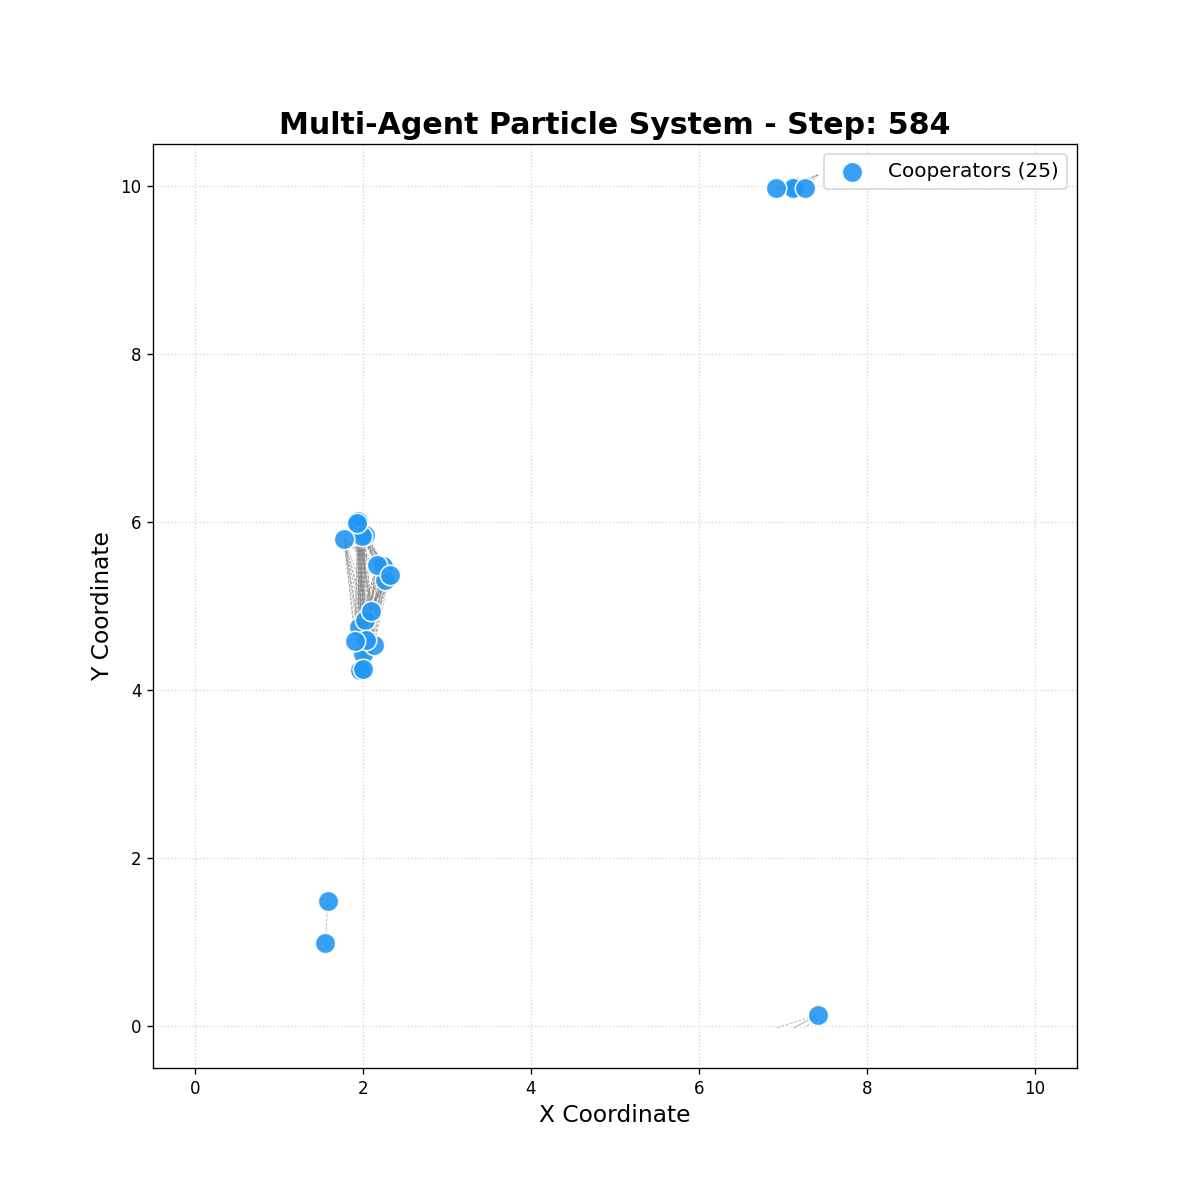 Multi-Agent Particle System - Step: 584
Cooperators (25)
10
8
6
4
2
0
Y Coordinate
0 2 4 6 8 10
X Coordinate